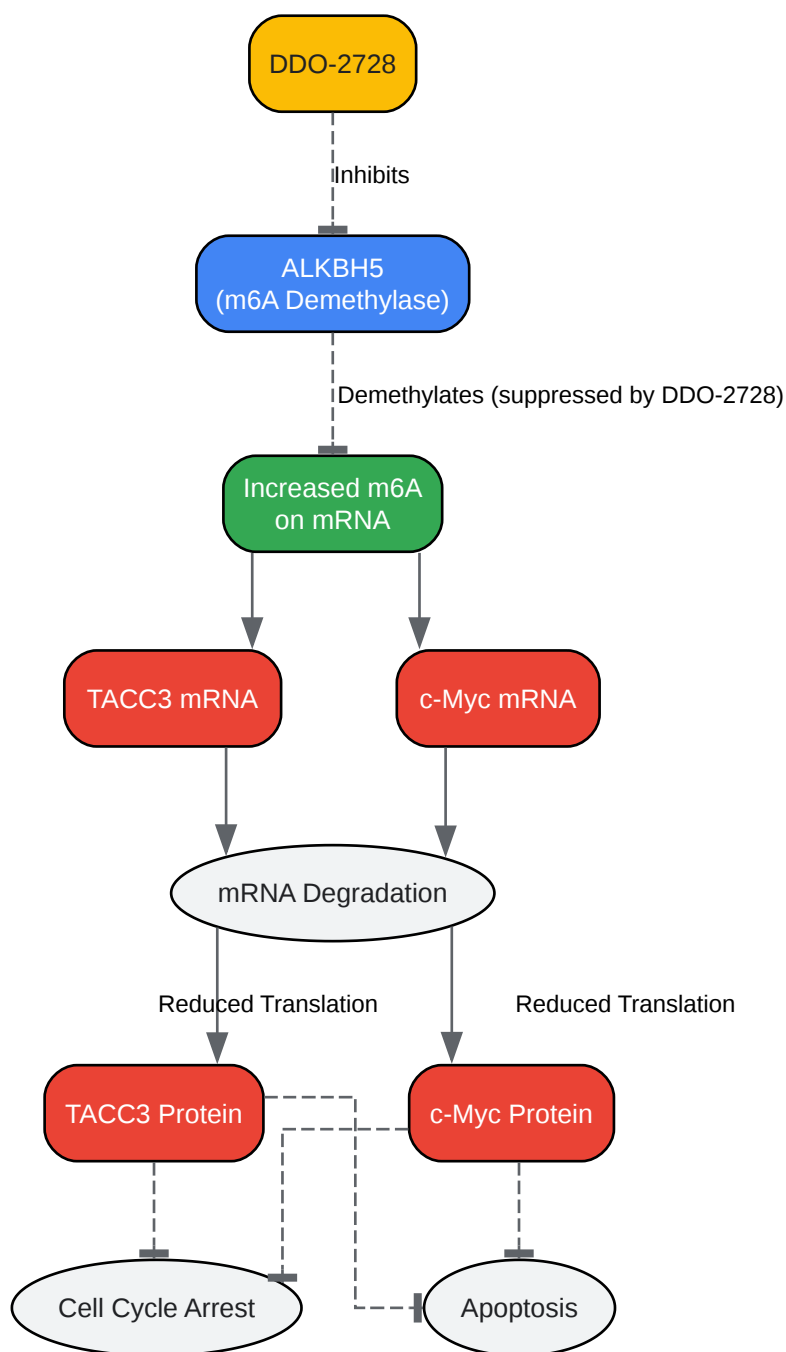 DDO-2728
Inhibits
ALKBH5
(m6A Demethylase)
Demethylates (suppressed by DDO-2728)
Increased m6A
on mRNA
TACC3 mRNA
c-Myc mRNA
mRNA Degradation
Reduced Translation
Reduced Translation
TACC3 Protein
c-Myc Protein
Cell Cycle Arrest
Apoptosis